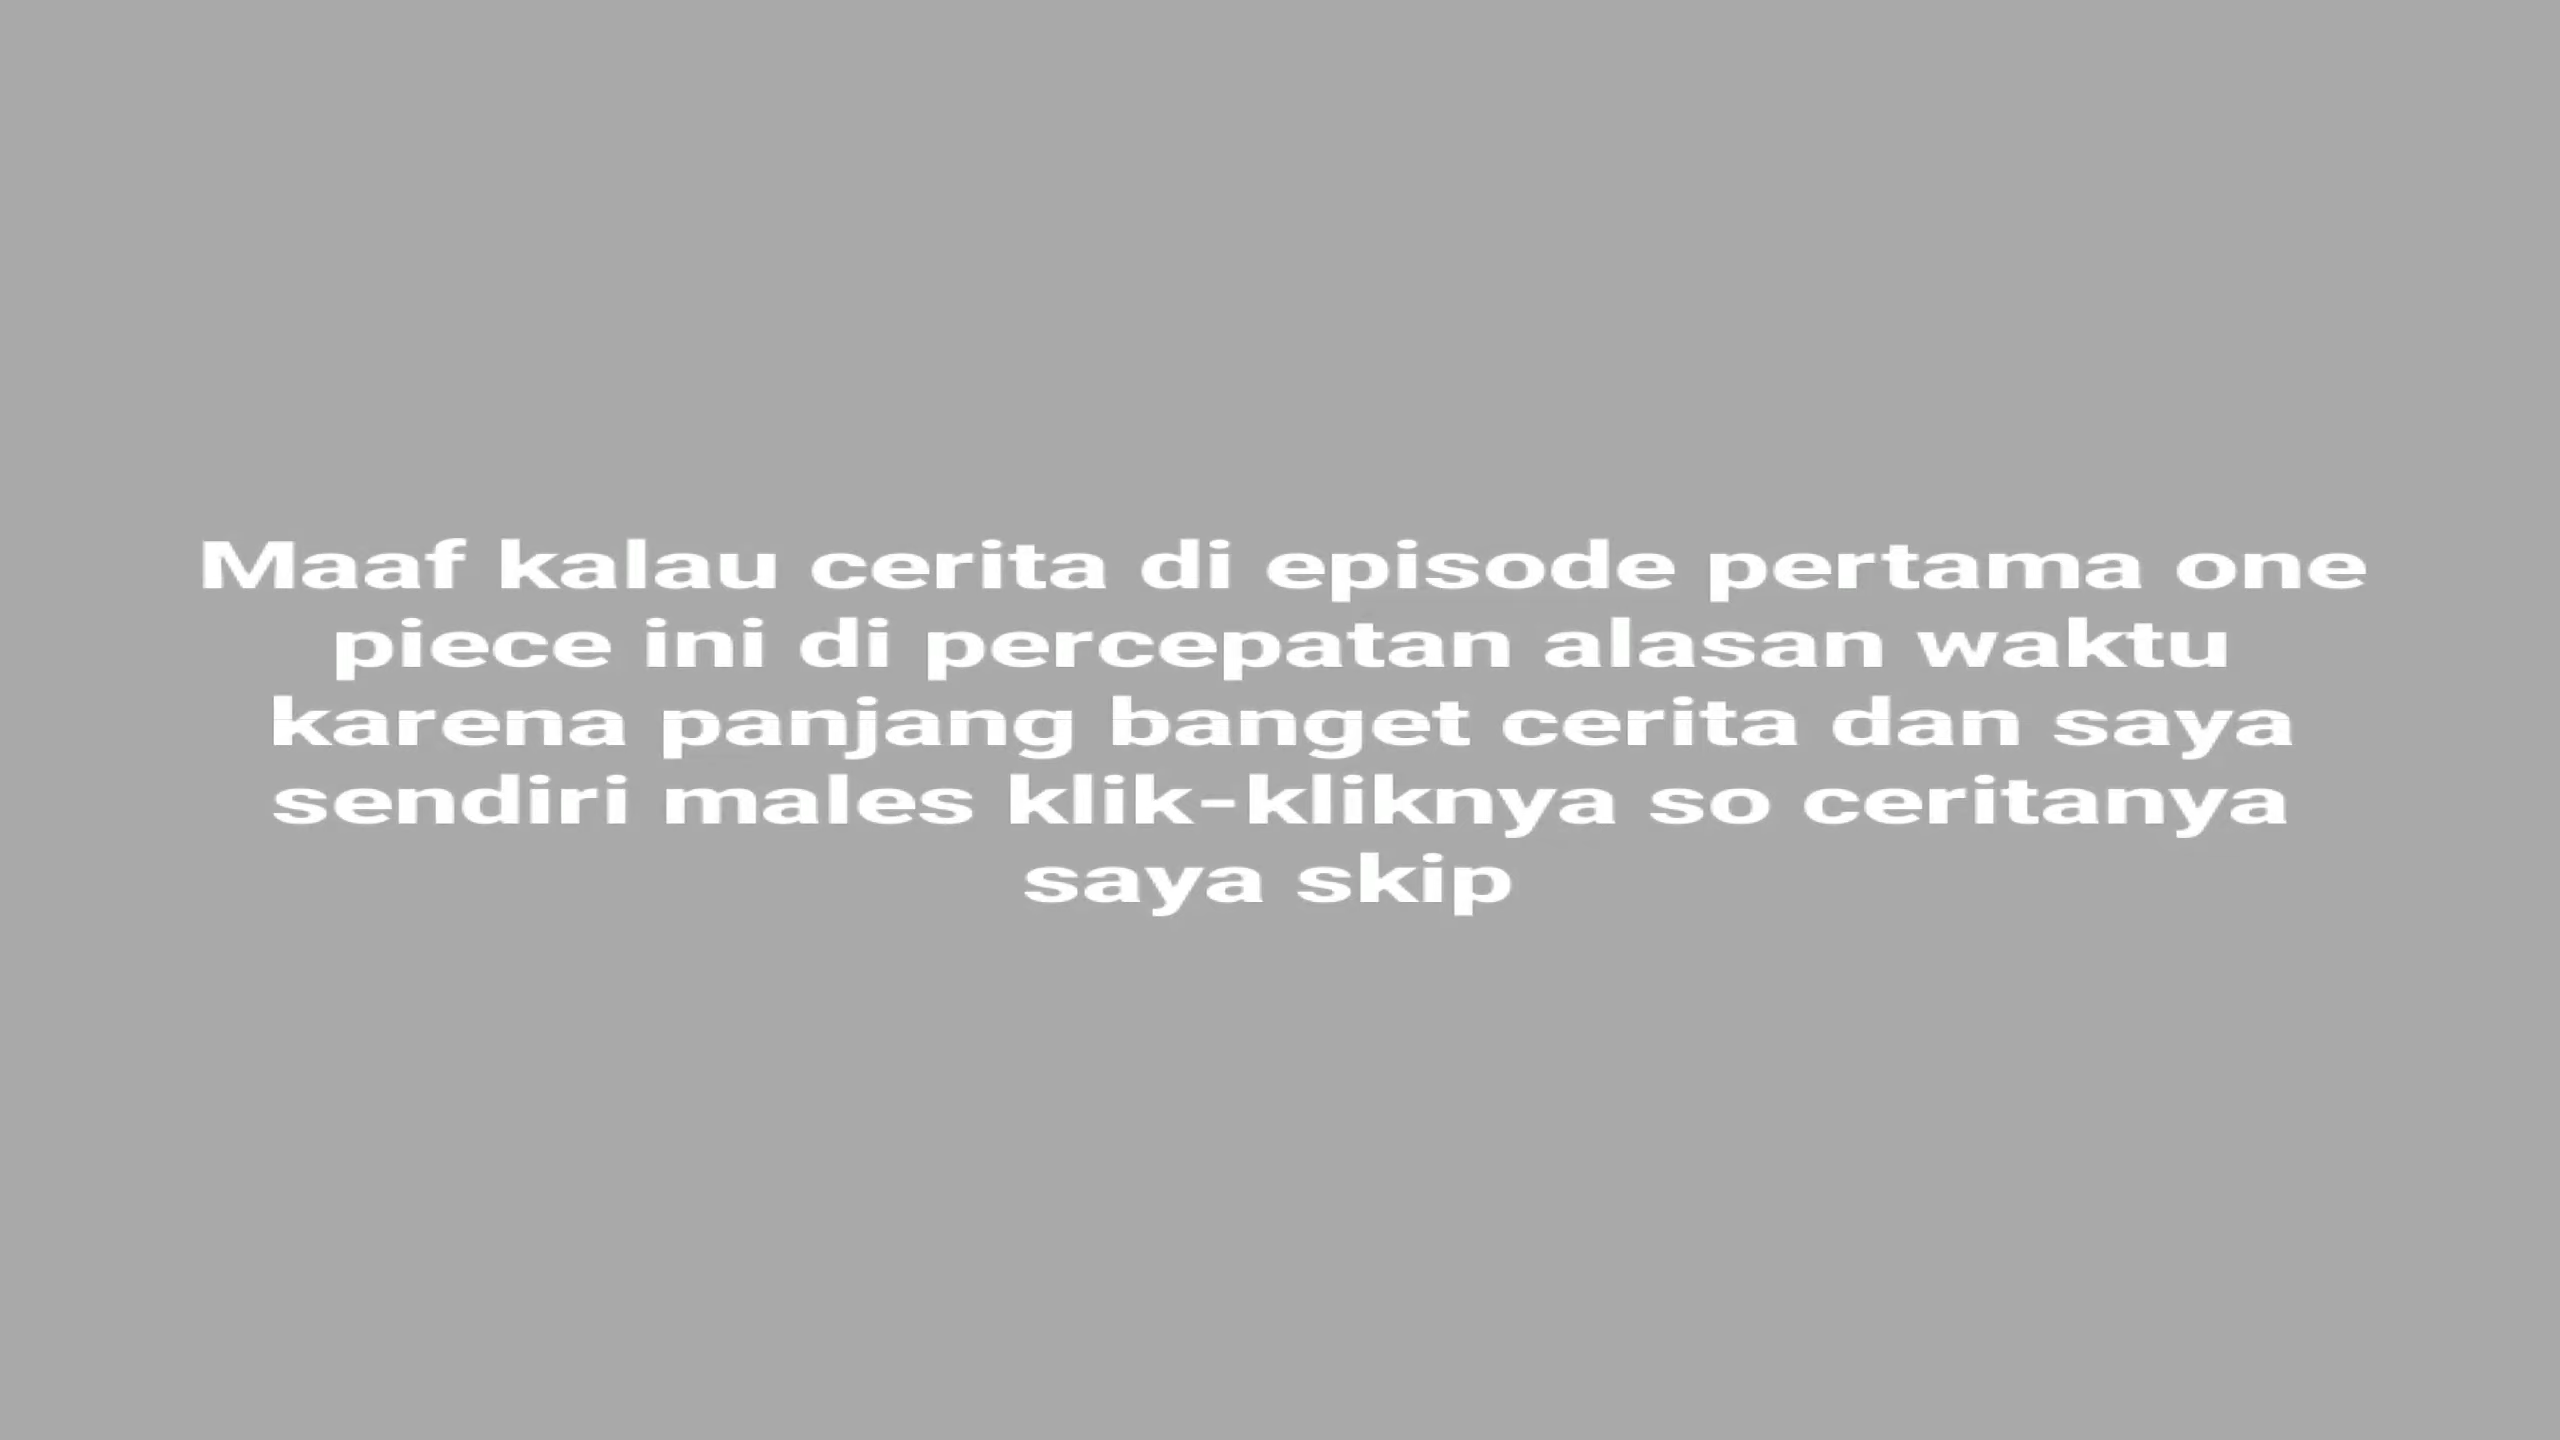 Maaf kalau cerita di episode pertama one
piece ini di percepatan alasan waktu
karena panjang banget cerita dan saya
sendiri males klik-kliknya so ceritanya
saya skip